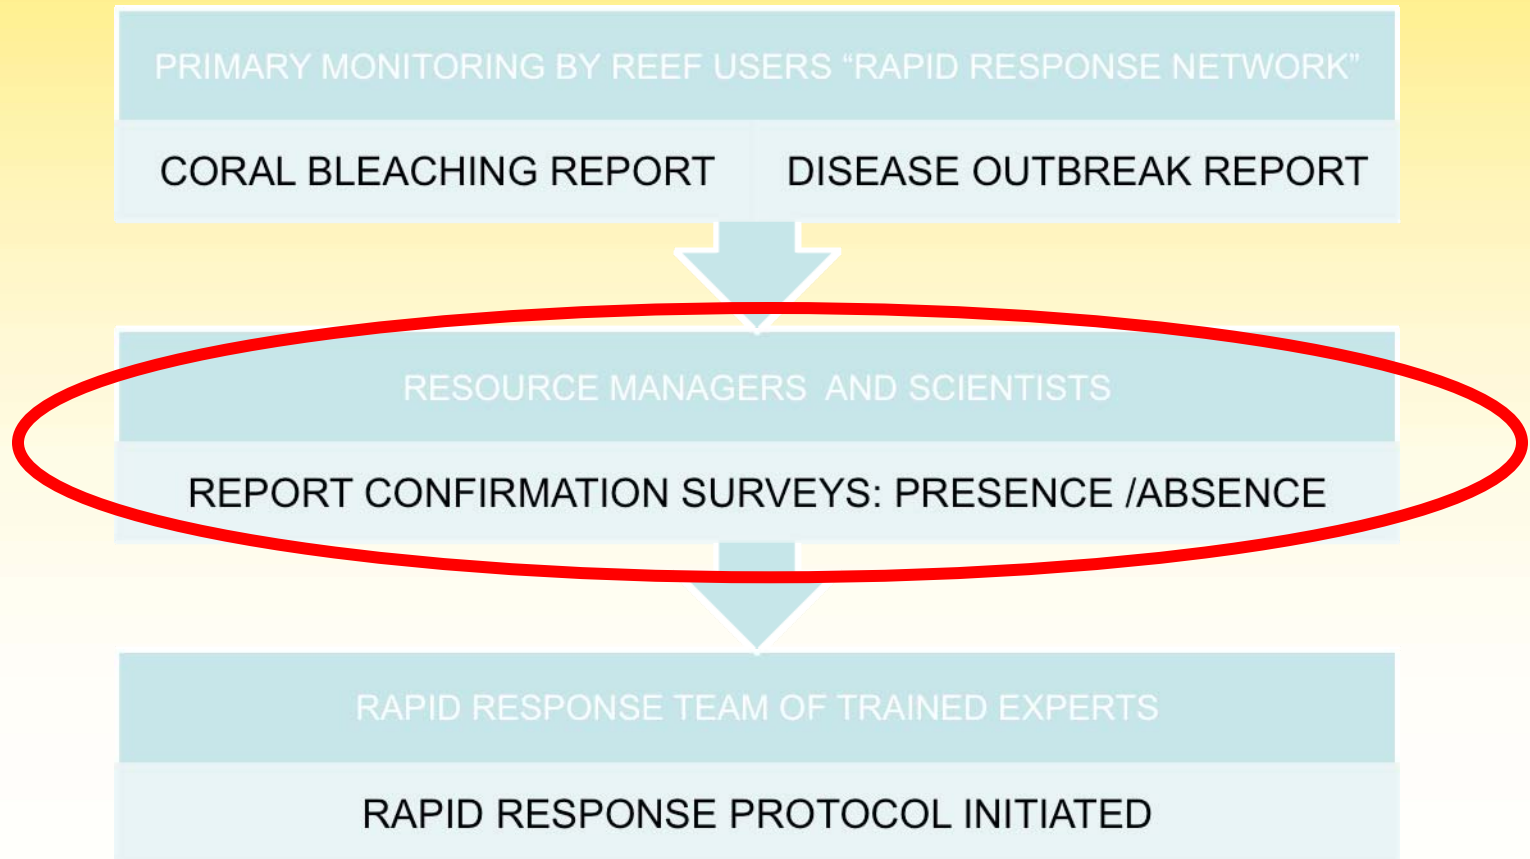 PRIMARY MONITORING BY REEF USERS “RAPID RESPONSE NETWORK”
CORAL BLEACHING REPORT
DISEASE OUTBREAK REPORT
RESOURCE MANAGERS AND SCIENTISTS
REPORT CONFIRMATION SURVEYS: PRESENCE /ABSENCE
RAPID RESPONSE TEAM OF TRAINED EXPERTS
RAPID RESPONSE PROTOCOL INITIATED